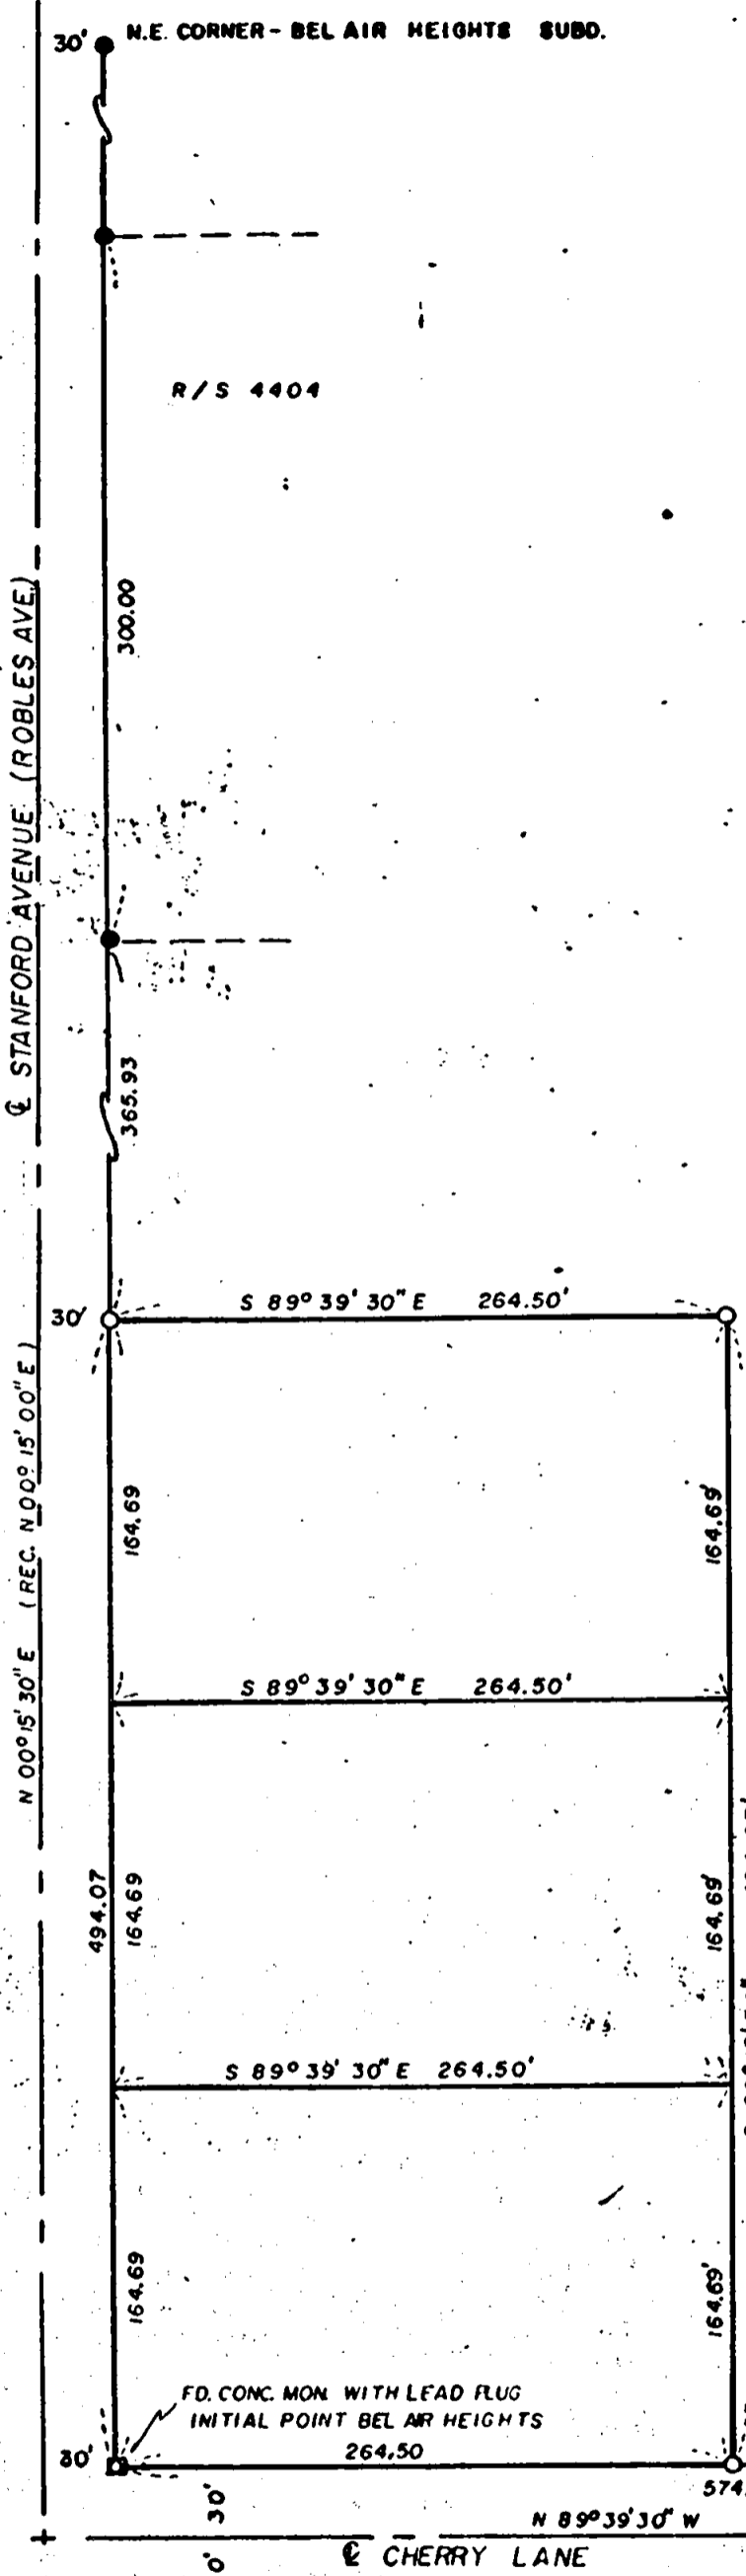 30' N.E. CORNER - BEL AIR HEIGHTS SUBD.
R/S 4404
300.00
℄ STANFORD AVENUE (ROBLES AVE.)
365.93
30'
S 89° 39' 30" E 264.50'
N 00° 15' 30" E (REC. N 00° 15' 00" E)
164.69
164.69'
S 89° 39' 30" E 264.50'
494.07
164.69
164.69'
S 89° 39' 30" E 264.50'
164.69
164.69'
FD. CONC. MON. WITH LEAD PLUG
INITIAL POINT BEL AIR HEIGHTS
30'
264.50
574.
30'
N 89° 39' 30" W
℄ CHERRY LANE